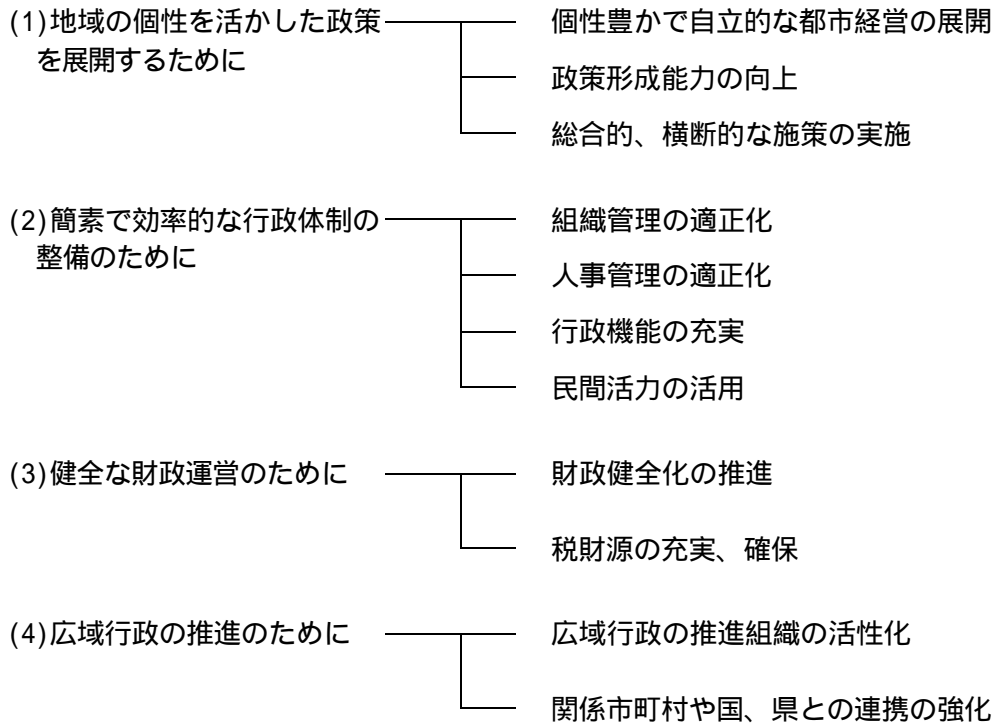 (1)地域の個性を活かした政策 個性豊かで自立的な都市経営の展開
を展開するために
政策形成能力の向上
総合的、横断的な施策の実施
(2)簡素で効率的な行政体制の 組織管理の適正化
整備のために
人事管理の適正化
行政機能の充実
民間活力の活用
(3)健全な財政運営のために 財政健全化の推進
税財源の充実、確保
(4)広域行政の推進のために 広域行政の推進組織の活性化
関係市町村や国、県との連携の強化